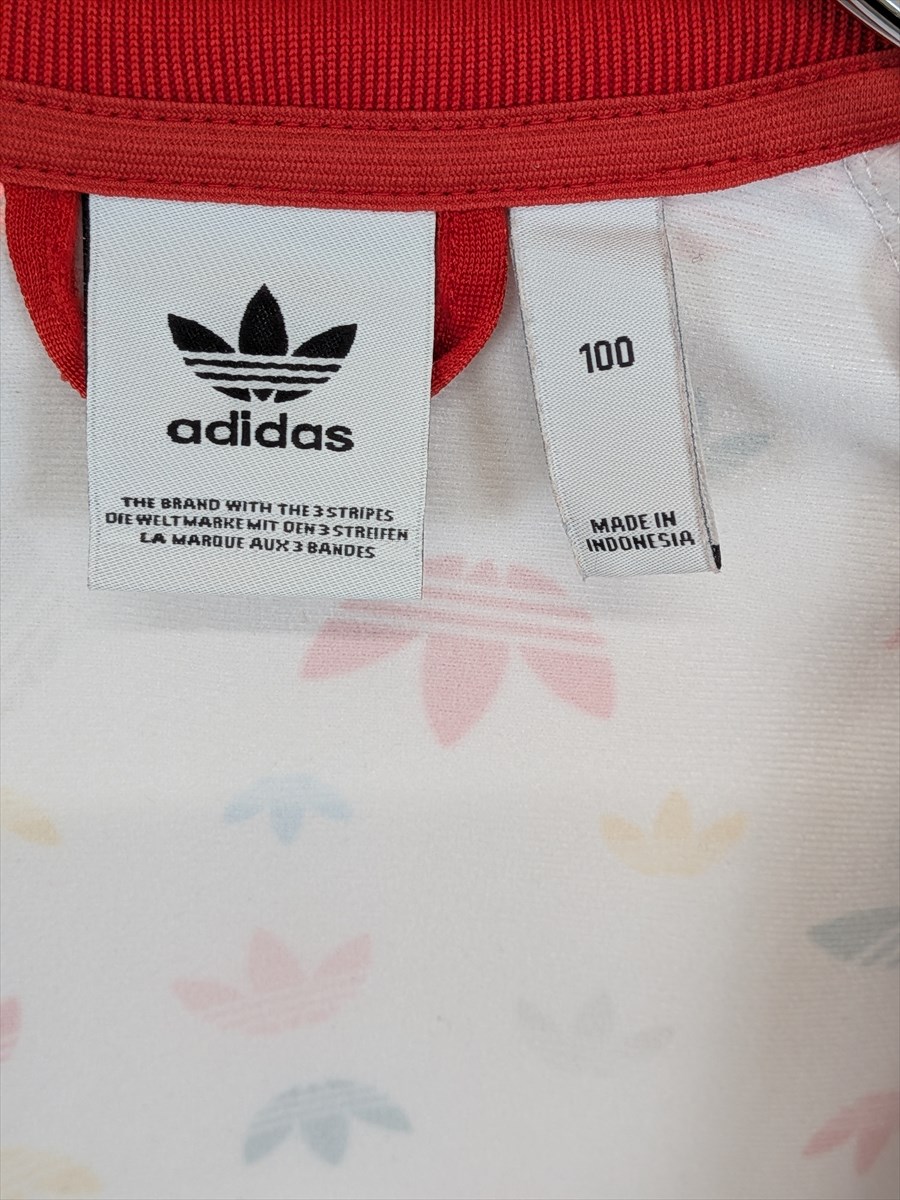 adidas
THE BRAND WITH THE 3 STRIPES
DIE WELTMARKE MIT DEN 3 STREIFEN
LA MARQUE AUX 3 BANDES
100
MADE IN
INDONESIA